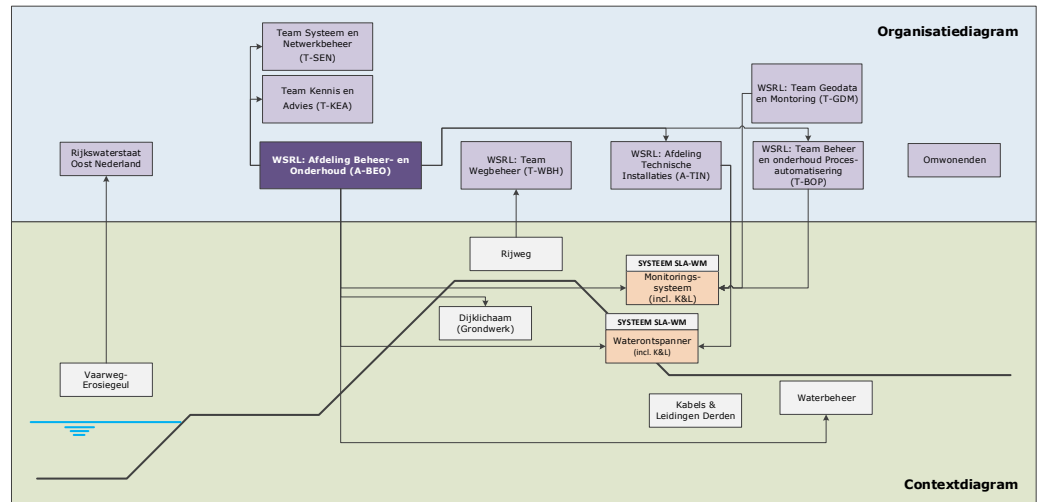 Organisatiediagram
Team Systeem en
Netwerkbeheer
(T-SEN)
Team Kennis en
Advies (T-KEA)
WSRL: Team Geodata
en Montoring (T-GDM)
Rijkswaterstaat
Oost Nederland
WSRL: Afdeling Beheer- en
Onderhoud (A-BEO)
WSRL: Team
Wegbeheer (T-WBH)
WSRL: Afdeling
Technische
Installaties (A-TIN)
WSRL: Team Beheer
en onderhoud Proces-
automatisering
(T-BOP)
Omwonenden
Rijweg
SYSTEEM SLA-WM
Monitorings-
systeem
(incl. K&L)
Dijklichaam
(Grondwerk)
SYSTEEM SLA-WM
Waterontspanner
(incl. K&L)
Vaarweg-
Erosiegeul
Kabels &
Leidingen Derden
Waterbeheer
Contextdiagram